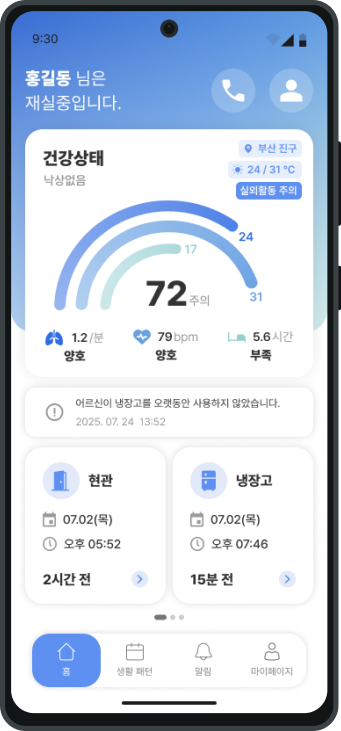 9:30
홍길동 님은
재실중입니다.
건강상태
낙상없음
부산 진구
24 / 31 °C
실외활동 주의
24
17
31
72주의
1.2/분
양호
79bpm
양호
5.6시간
부족
어르신이 냉장고를 오랫동안 사용하지 않았습니다.
2025. 07. 24 13:52
현관
07.02(목)
오후 05:52
2시간 전
냉장고
07.02(목)
오후 07:46
15분 전
홈
생활 패턴
알림
마이페이지